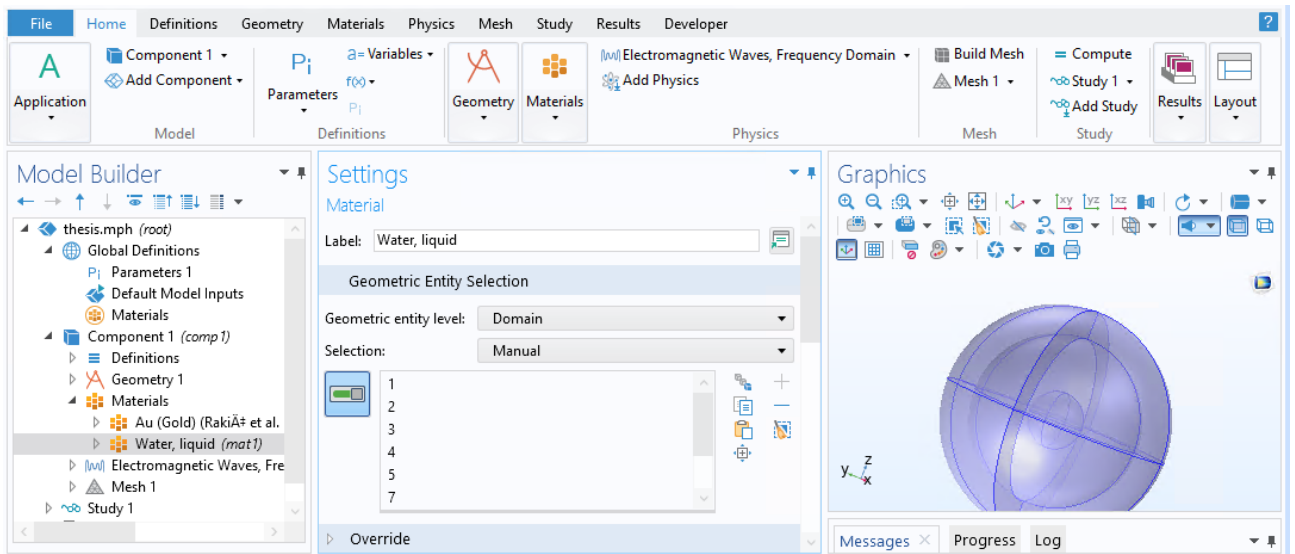 File Home Definitions Geometry Materials Physics Mesh Study Results Developer ?
A Component 1 Pi a= Variables Electromagnetic Waves, Frequency Domain Build Mesh = Compute
Add Component f(x) Add Physics Mesh 1 Study 1
Application Parameters Pi Geometry Materials Add Study Results Layout
Model Definitions Physics Mesh Study
Model Builder
thesis.mph (root)
Global Definitions
Pi Parameters 1
Default Model Inputs
Materials
Component 1 (comp1)
Definitions
Geometry 1
Materials
Au (Gold) (RakiÄ‡ et al.
Water, liquid (mat1)
Electromagnetic Waves, Fre
Mesh 1
Study 1
Settings
Material
Label: Water, liquid
Geometric Entity Selection
Geometric entity level: Domain
Selection: Manual
1
2
3
4
5
7
Override
Graphics
xy yz xz
y z x
Messages Progress Log